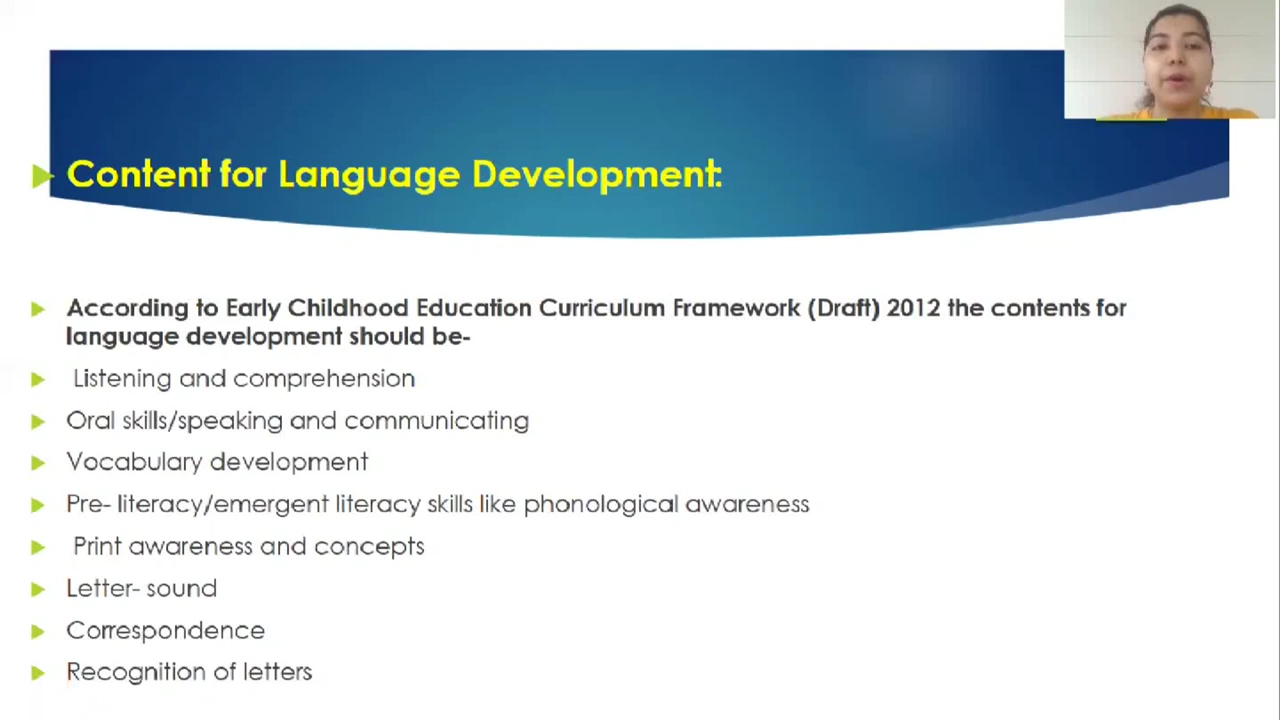 Content for Language Development:
According to Early Childhood Education Curriculum Framework (Draft) 2012 the contents for
language development should be-
Listening and comprehension
Oral skills/speaking and communicating
Vocabulary development
Pre- literacy/emergent literacy skills like phonological awareness
Print awareness and concepts
Letter- sound
Correspondence
Recognition of letters